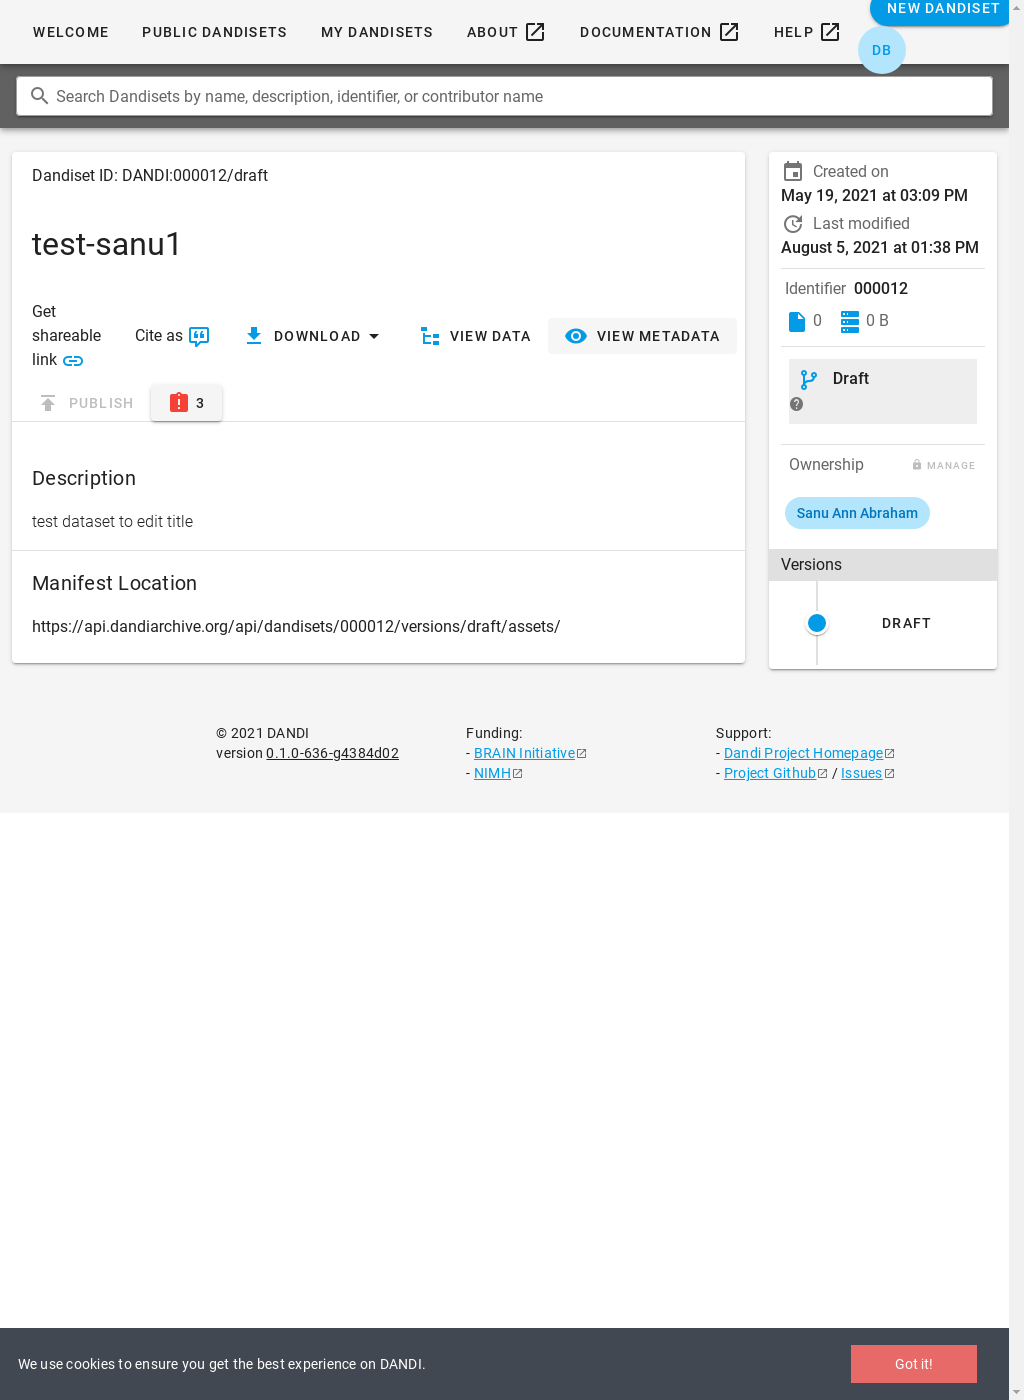 WELCOME PUBLIC DANDISETS MY DANDISETS ABOUT DOCUMENTATION HELP NEW DANDISET
DB
Search Dandisets by name, description, identifier, or contributor name
Dandiset ID: DANDI:000012/draft
test-sanu1
Get shareable link
Cite as
DOWNLOAD
VIEW DATA
VIEW METADATA
PUBLISH
3
Description
test dataset to edit title
Manifest Location
https://api.dandiarchive.org/api/dandisets/000012/versions/draft/assets/
Created on
May 19, 2021 at 03:09 PM
Last modified
August 5, 2021 at 01:38 PM
Identifier 000012
0 0 B
Draft
Ownership MANAGE
Sanu Ann Abraham
Versions
DRAFT
© 2021 DANDI
version 0.1.0-636-g4384d02
Funding:
- BRAIN Initiative
- NIMH
Support:
- Dandi Project Homepage
- Project Github / Issues
We use cookies to ensure you get the best experience on DANDI.
Got it!